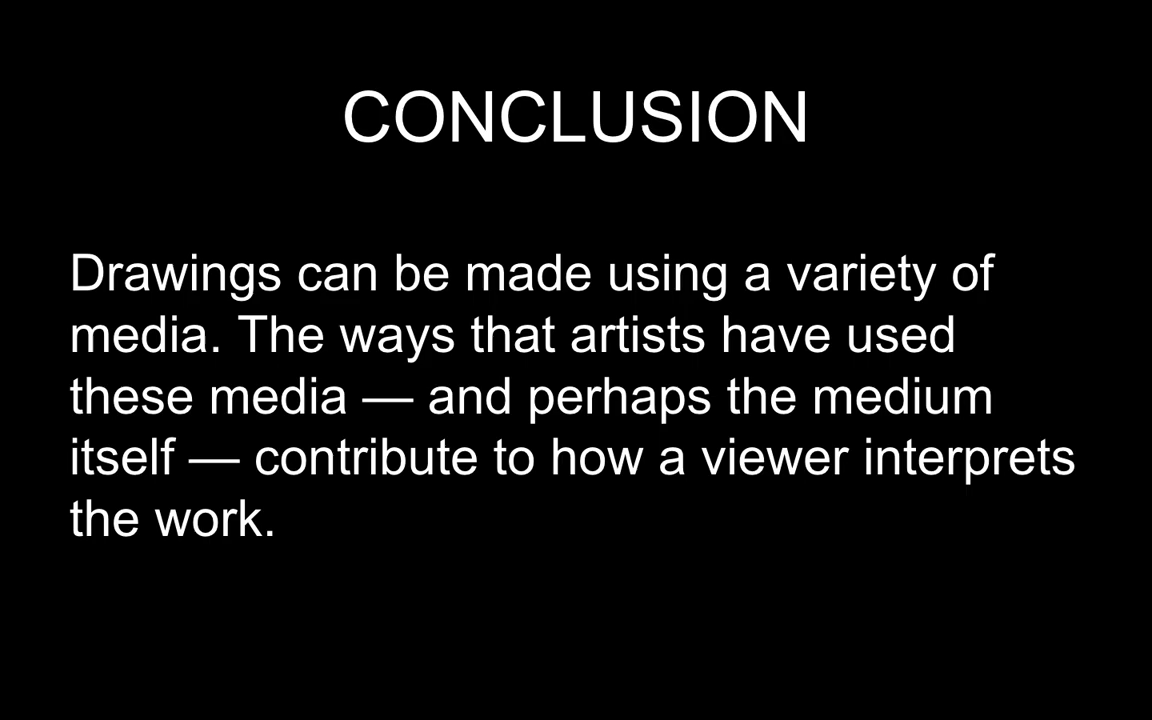 CONCLUSION
Drawings can be made using a variety of
media. The ways that artists have used
these media — and perhaps the medium
itself — contribute to how a viewer interprets
the work.